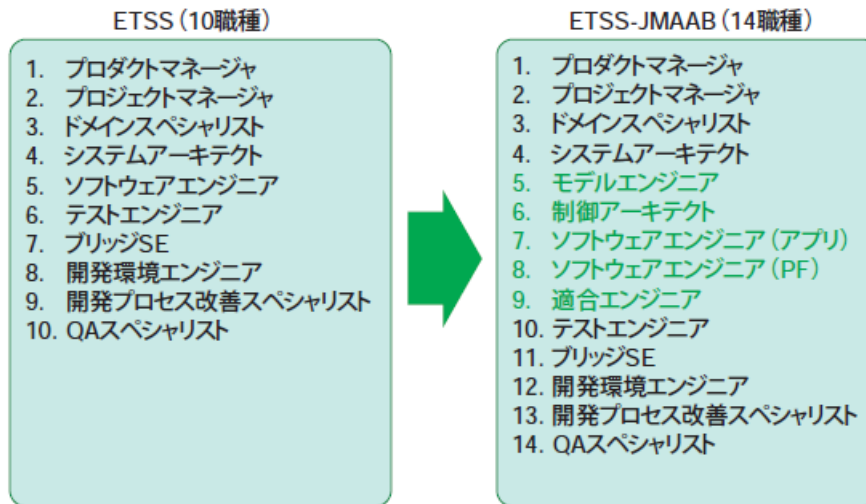 ETSS（10職種）
1. プロダクトマネージャ
2. プロジェクトマネージャ
3. ドメインスペシャリスト
4. システムアーキテクト
5. ソフトウェアエンジニア
6. テストエンジニア
7. ブリッジSE
8. 開発環境エンジニア
9. 開発プロセス改善スペシャリスト
10. QAスペシャリスト
ETSS-JMAAB（14職種）
1. プロダクトマネージャ
2. プロジェクトマネージャ
3. ドメインスペシャリスト
4. システムアーキテクト
5. モデルエンジニア
6. 制御アーキテクト
7. ソフトウェアエンジニア（アプリ）
8. ソフトウェアエンジニア（PF）
9. 適合エンジニア
10. テストエンジニア
11. ブリッジSE
12. 開発環境エンジニア
13. 開発プロセス改善スペシャリスト
14. QAスペシャリスト